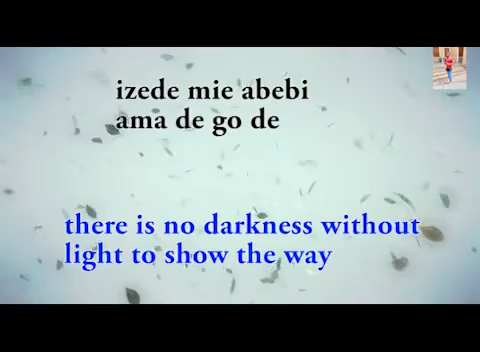 izede mie abebi
ama de go de
there is no darkness without
light to show the way